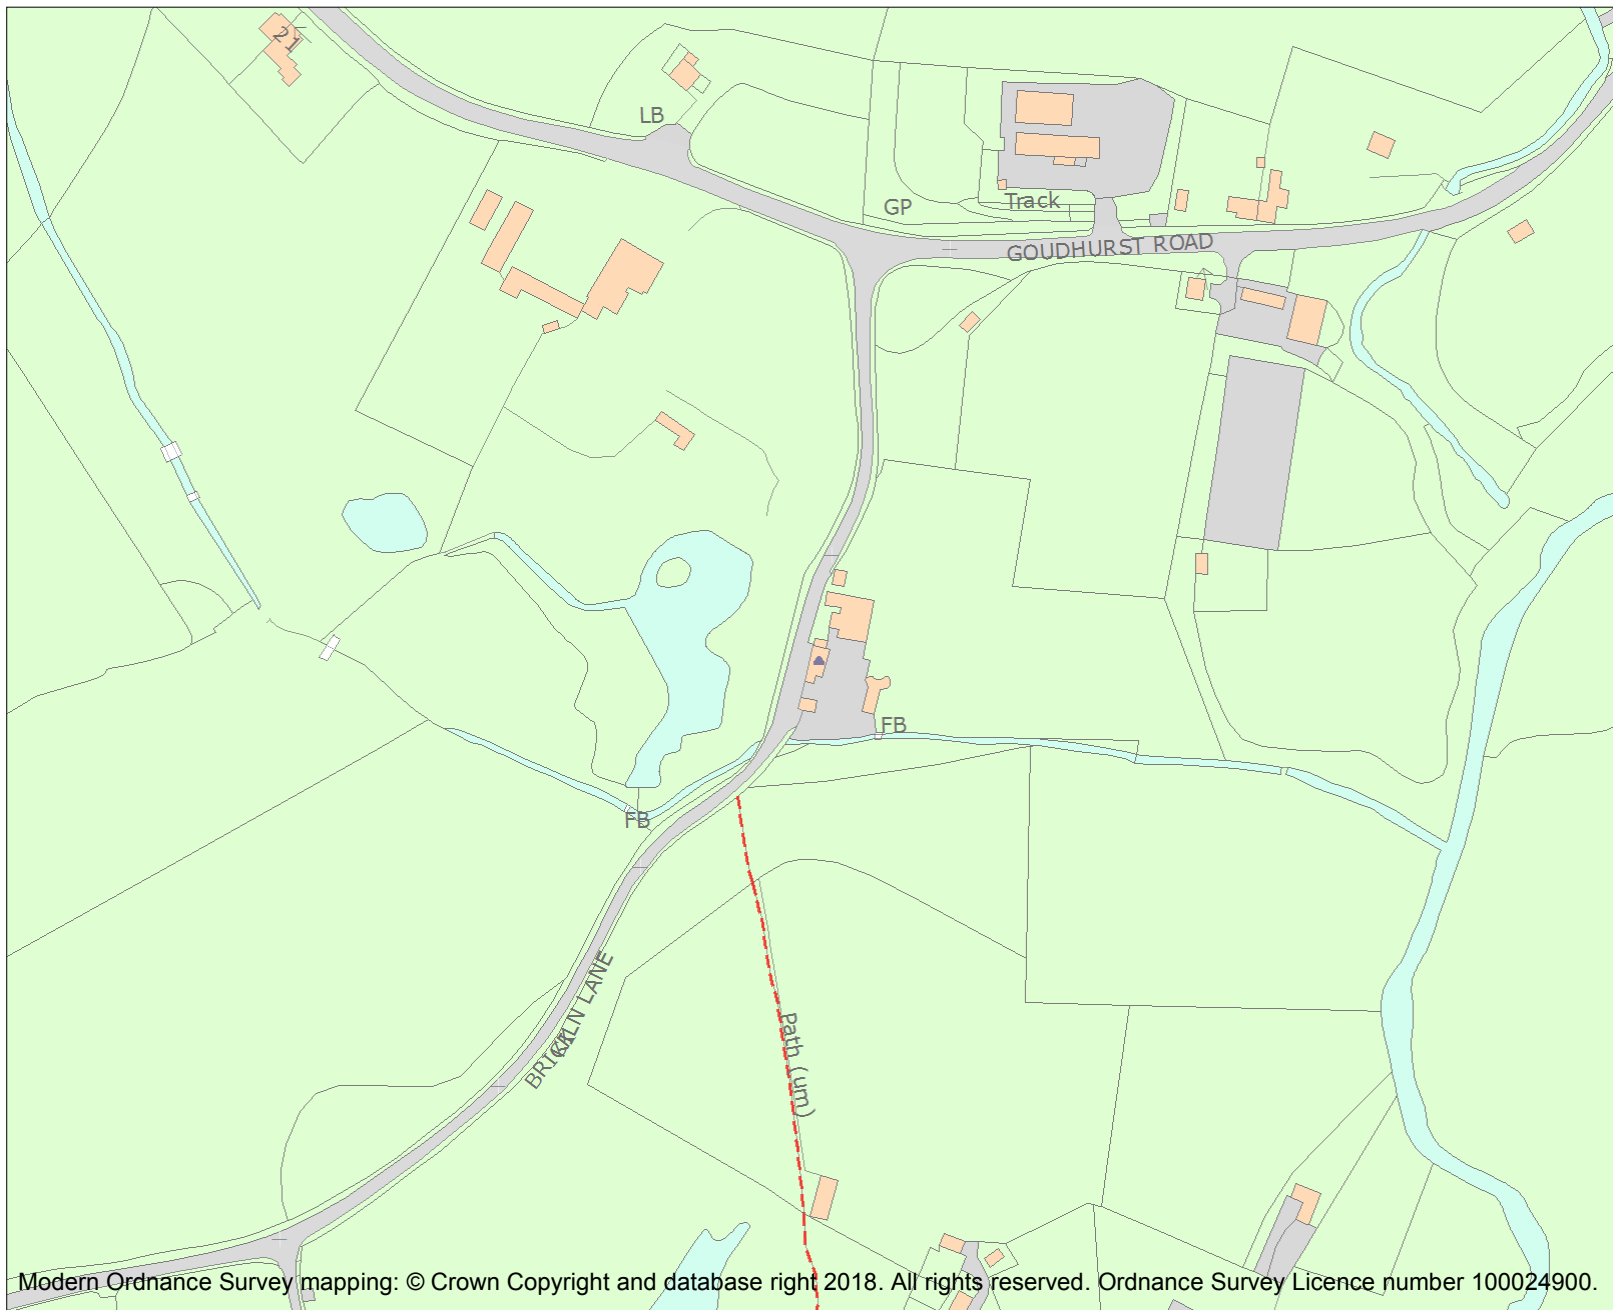 21
LB
GP
Track
GOUDHURST ROAD
FB
FB
BRICK KILN LANE
Path (um)
Modern Ordnance Survey mapping: © Crown Copyright and database right 2018. All rights reserved. Ordnance Survey Licence number 100024900.